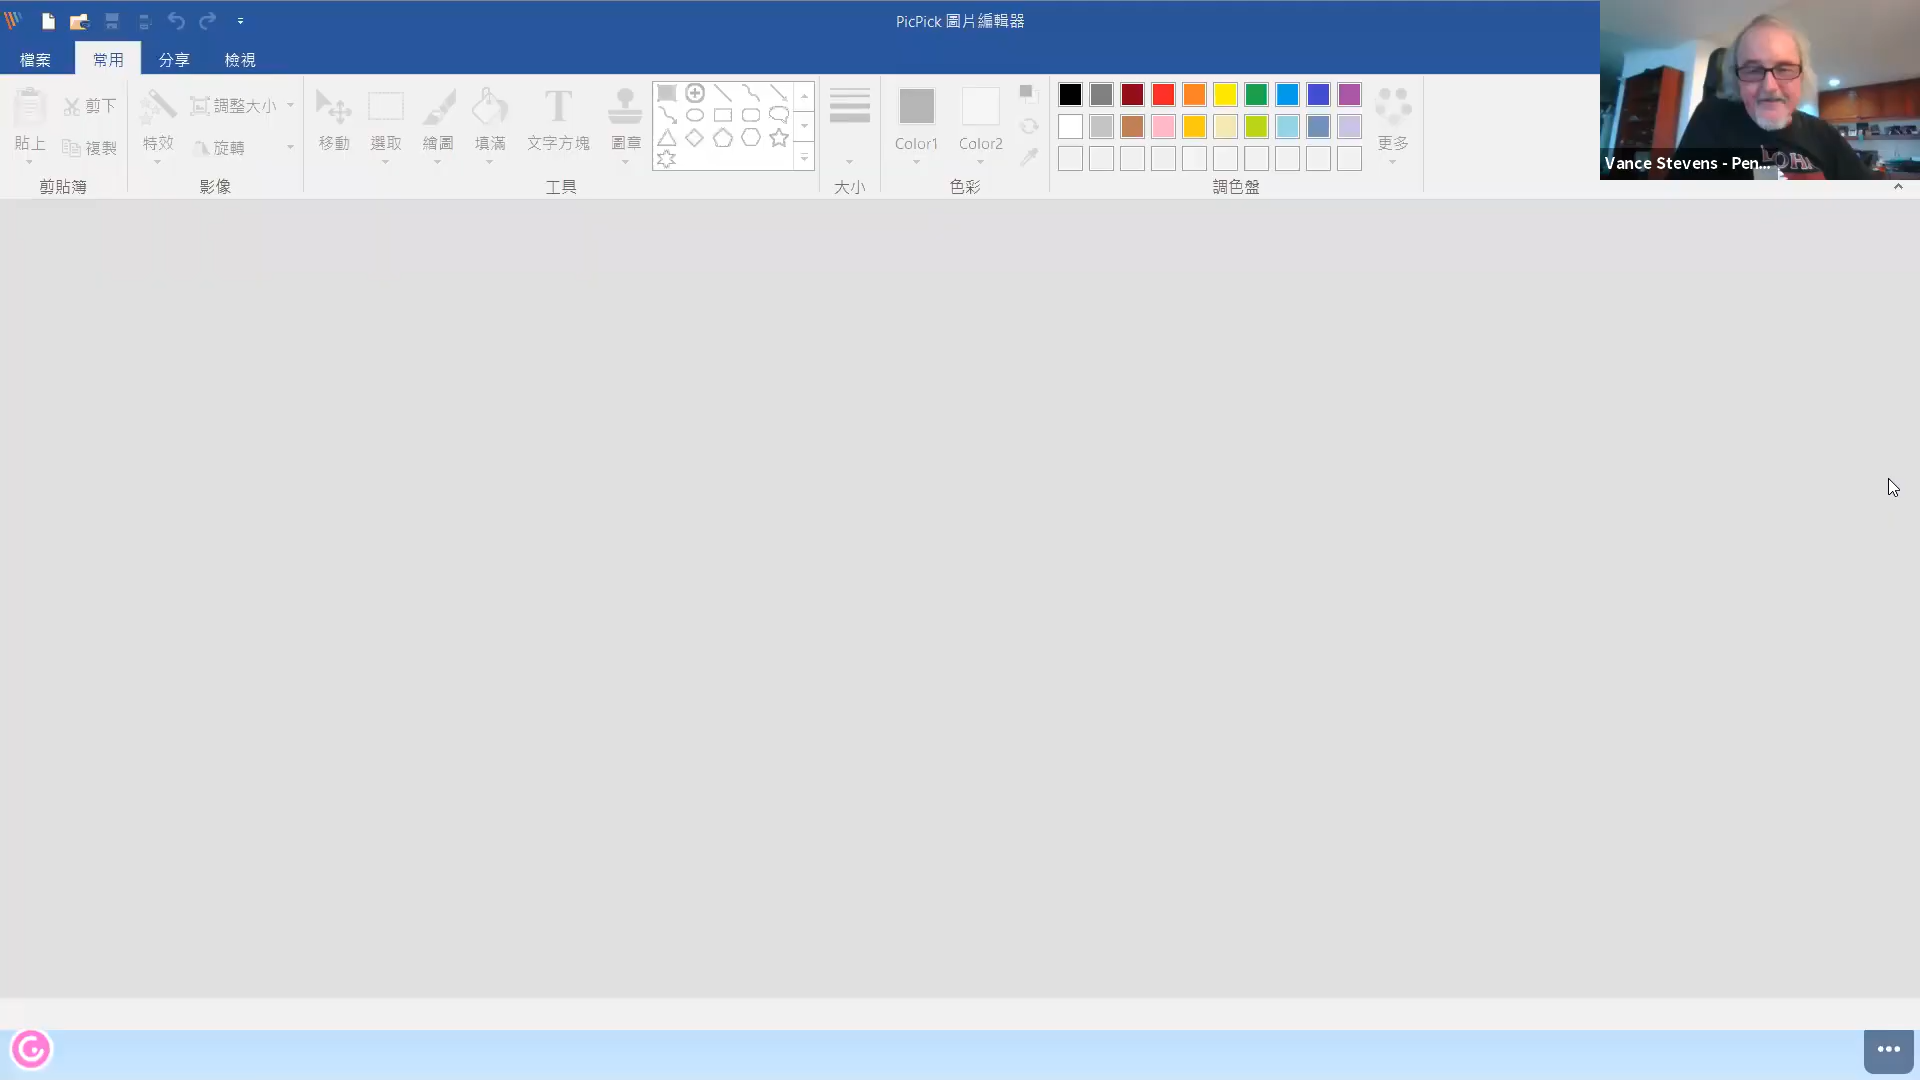 PicPick 圖片編輯器
檔案 常用 分享 檢視
貼上 剪下 複製
剪貼簿
特效 調整大小 旋轉
影像
移動 選取 繪圖 填滿 文字方塊 圖章
工具
大小
Color1 Color2
色彩
更多
調色盤
Vance Stevens - Pen...